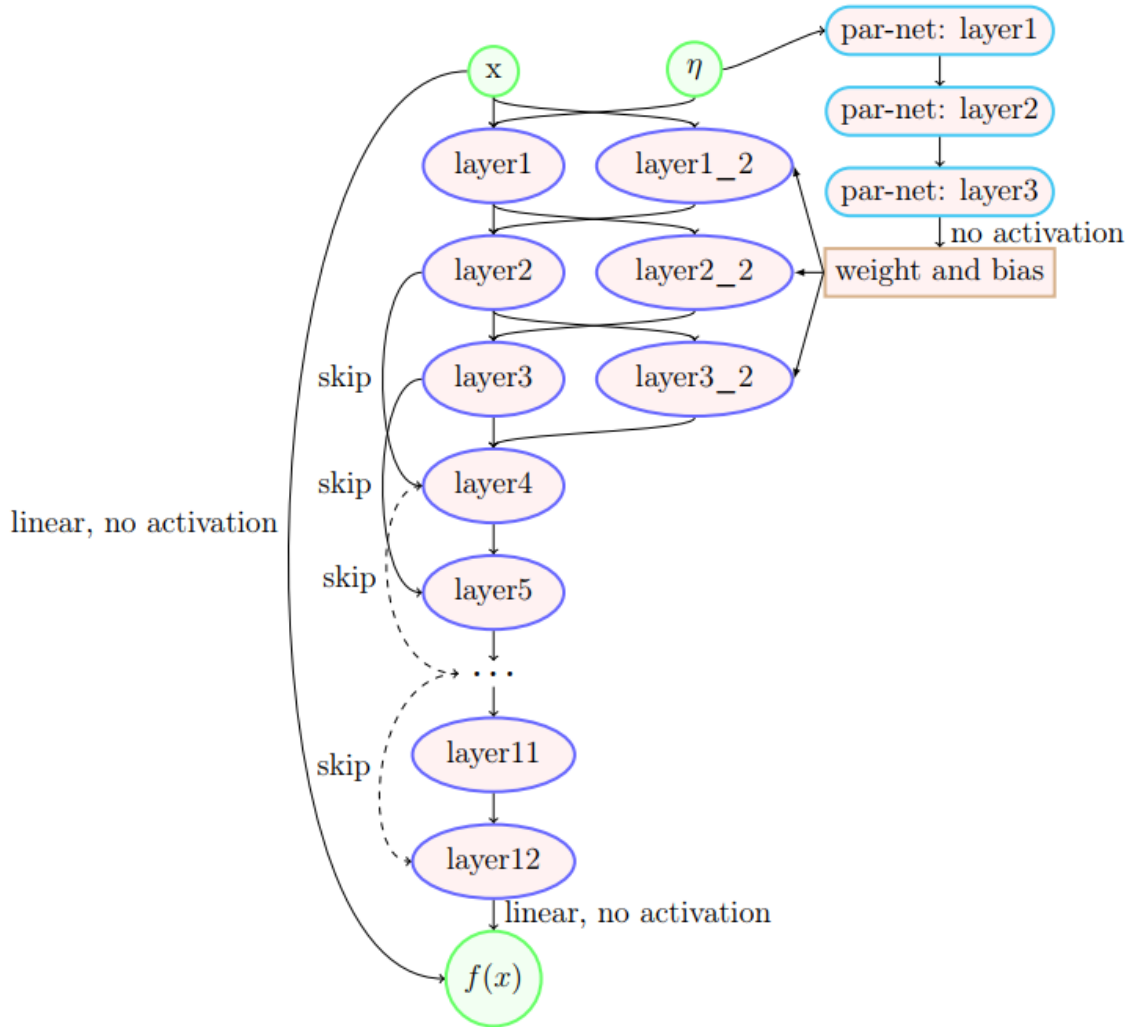 par-net: layer1
x
η
par-net: layer2
layer1
layer1_2
par-net: layer3
no activation
layer2
layer2_2
weight and bias
skip
layer3
layer3_2
skip
layer4
linear, no activation
skip
layer5
...
skip
layer11
layer12
linear, no activation
f(x)